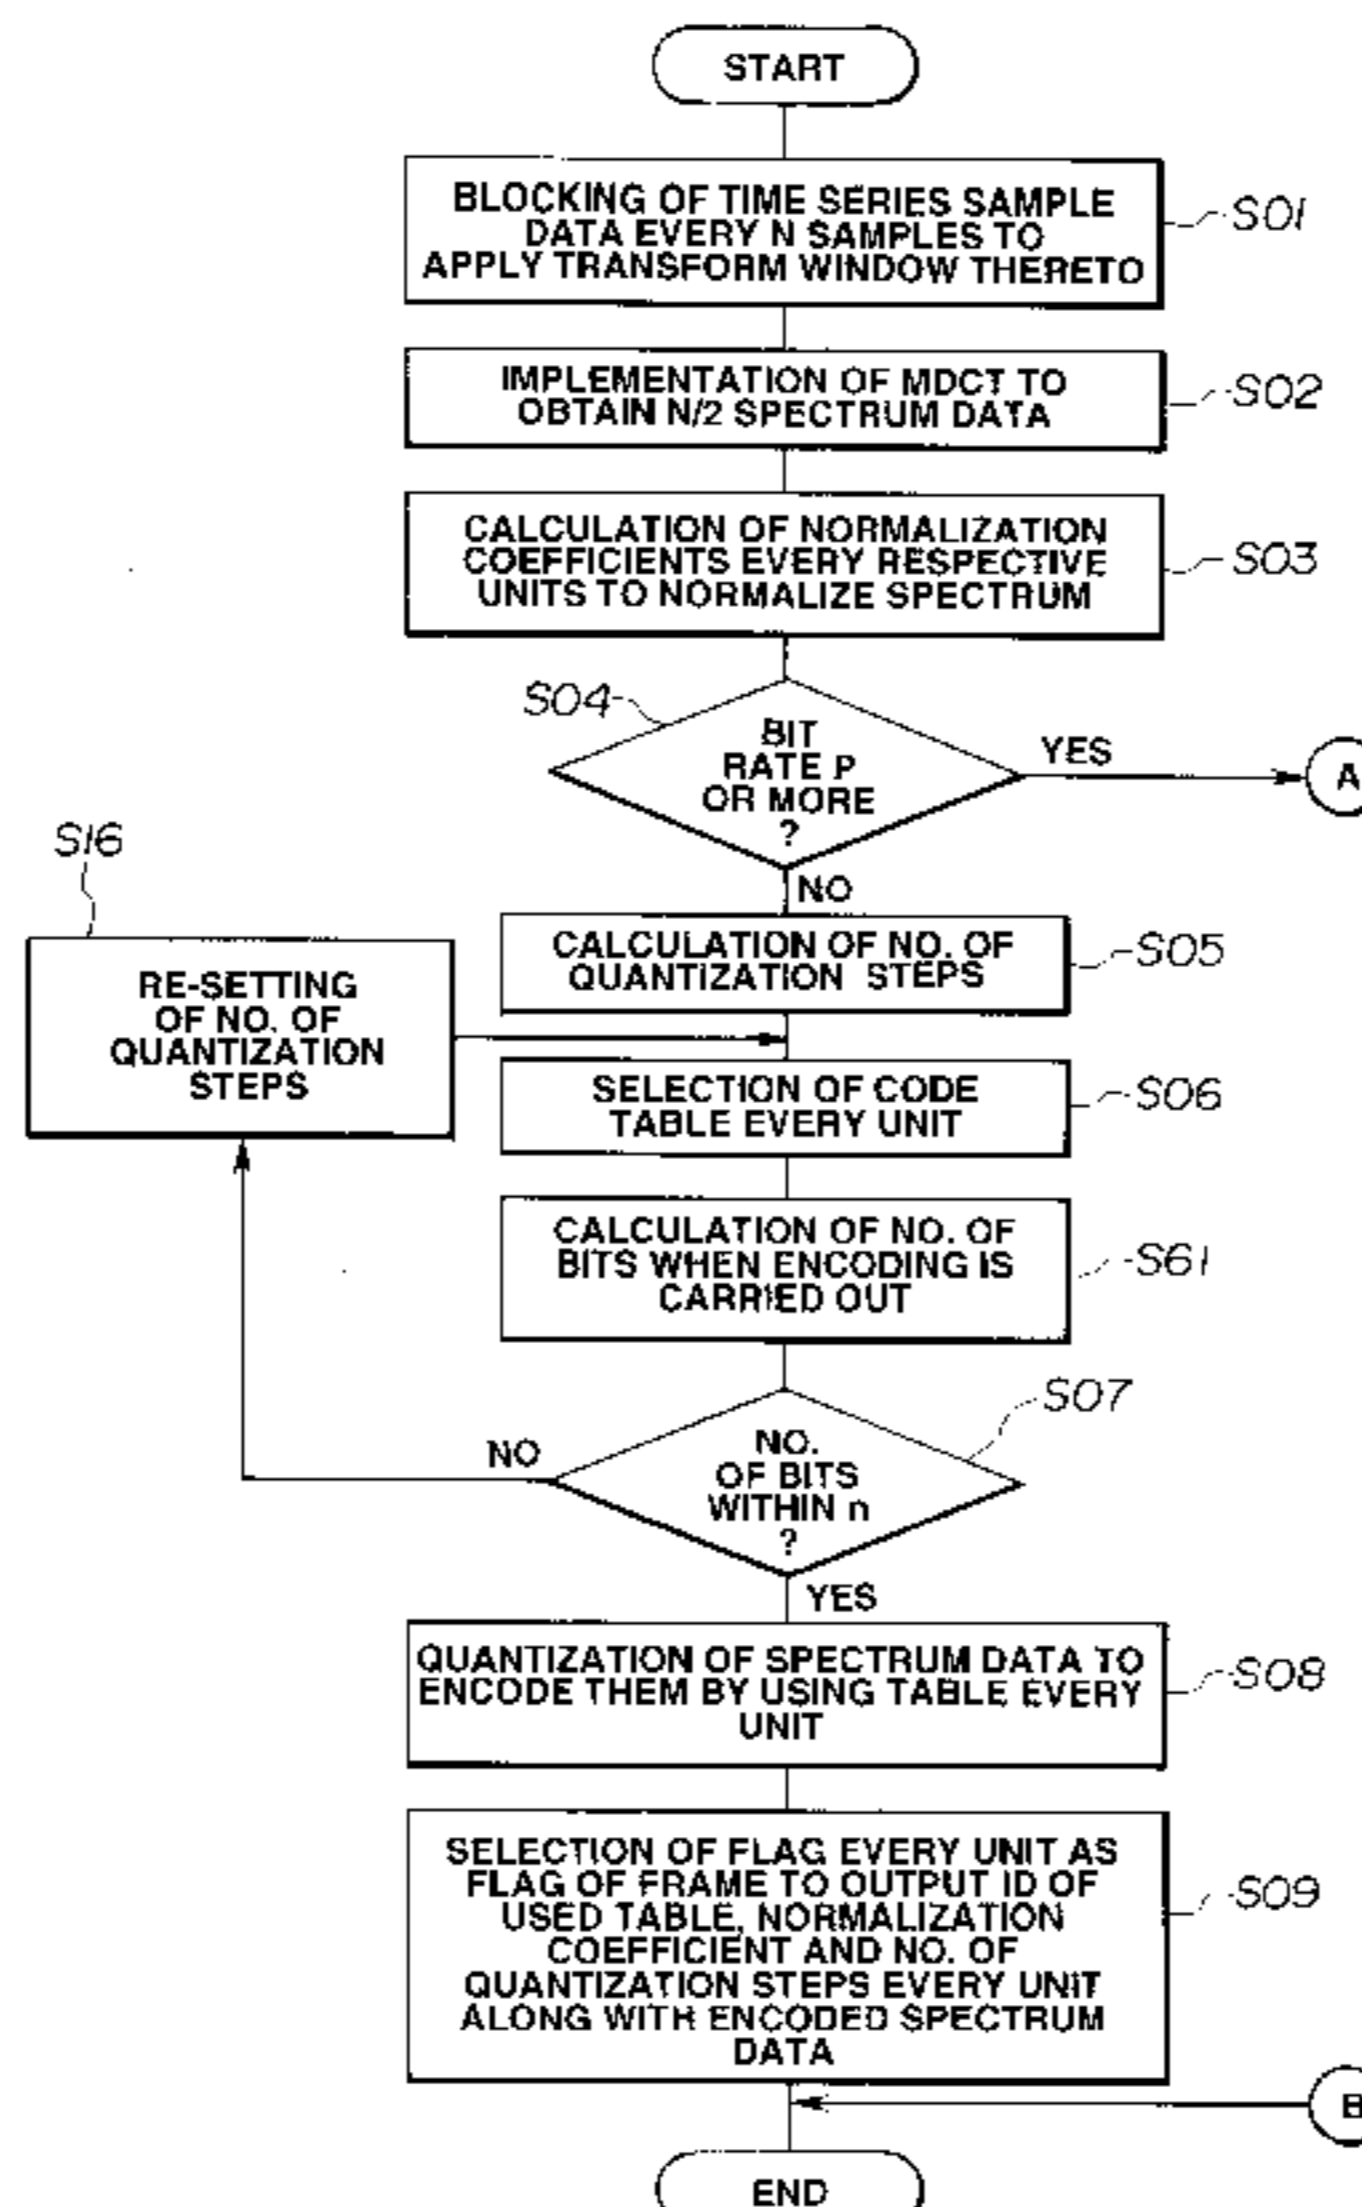 START
BLOCKING OF TIME SERIES SAMPLE
DATA EVERY N SAMPLES TO
APPLY TRANSFORM WINDOW THERETO
S01
IMPLEMENTATION OF MDCT TO
OBTAIN N/2 SPECTRUM DATA
S02
CALCULATION OF NORMALIZATION
COEFFICIENTS EVERY RESPECTIVE
UNITS TO NORMALIZE SPECTRUM
S03
S04
BIT
RATE P
OR MORE
?
YES
A
NO
S16
RE-SETTING
OF NO. OF
QUANTIZATION
STEPS
CALCULATION OF NO. OF
QUANTIZATION STEPS
S05
SELECTION OF CODE
TABLE EVERY UNIT
S06
CALCULATION OF NO. OF
BITS WHEN ENCODING IS
CARRIED OUT
S61
S07
NO
NO.
OF BITS
WITHIN n
?
YES
QUANTIZATION OF SPECTRUM DATA TO
ENCODE THEM BY USING TABLE EVERY
UNIT
S08
SELECTION OF FLAG EVERY UNIT AS
FLAG OF FRAME TO OUTPUT ID OF
USED TABLE, NORMALIZATION
COEFFICIENT AND NO. OF
QUANTIZATION STEPS EVERY UNIT
ALONG WITH ENCODED SPECTRUM
DATA
S09
B
END